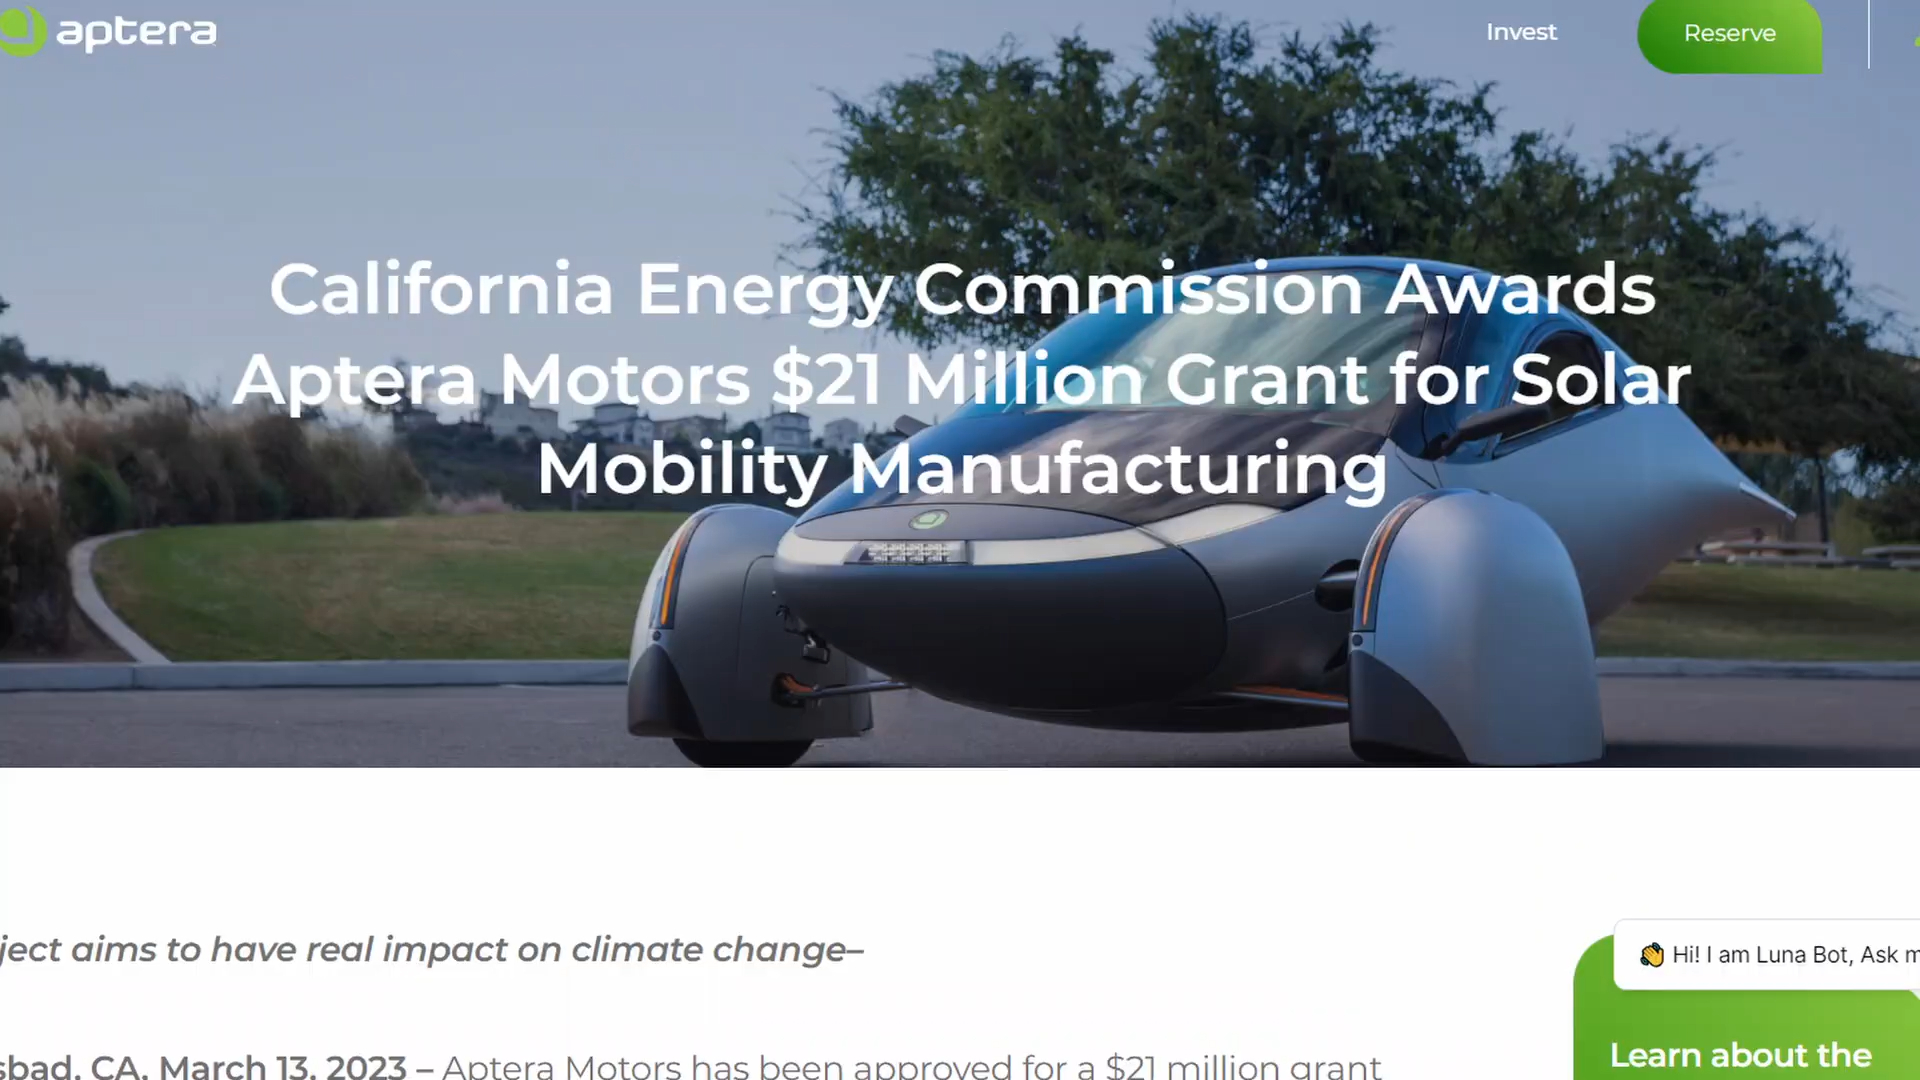 aptera
Invest
Reserve
California Energy Commission Awards
Aptera Motors $21 Million Grant for Solar
Mobility Manufacturing
ject aims to have real impact on climate change–
👋 Hi! I am Luna Bot, Ask m
sbad, CA, March 13, 2023 – Aptera Motors has been approved for a $21 million grant
Learn about the